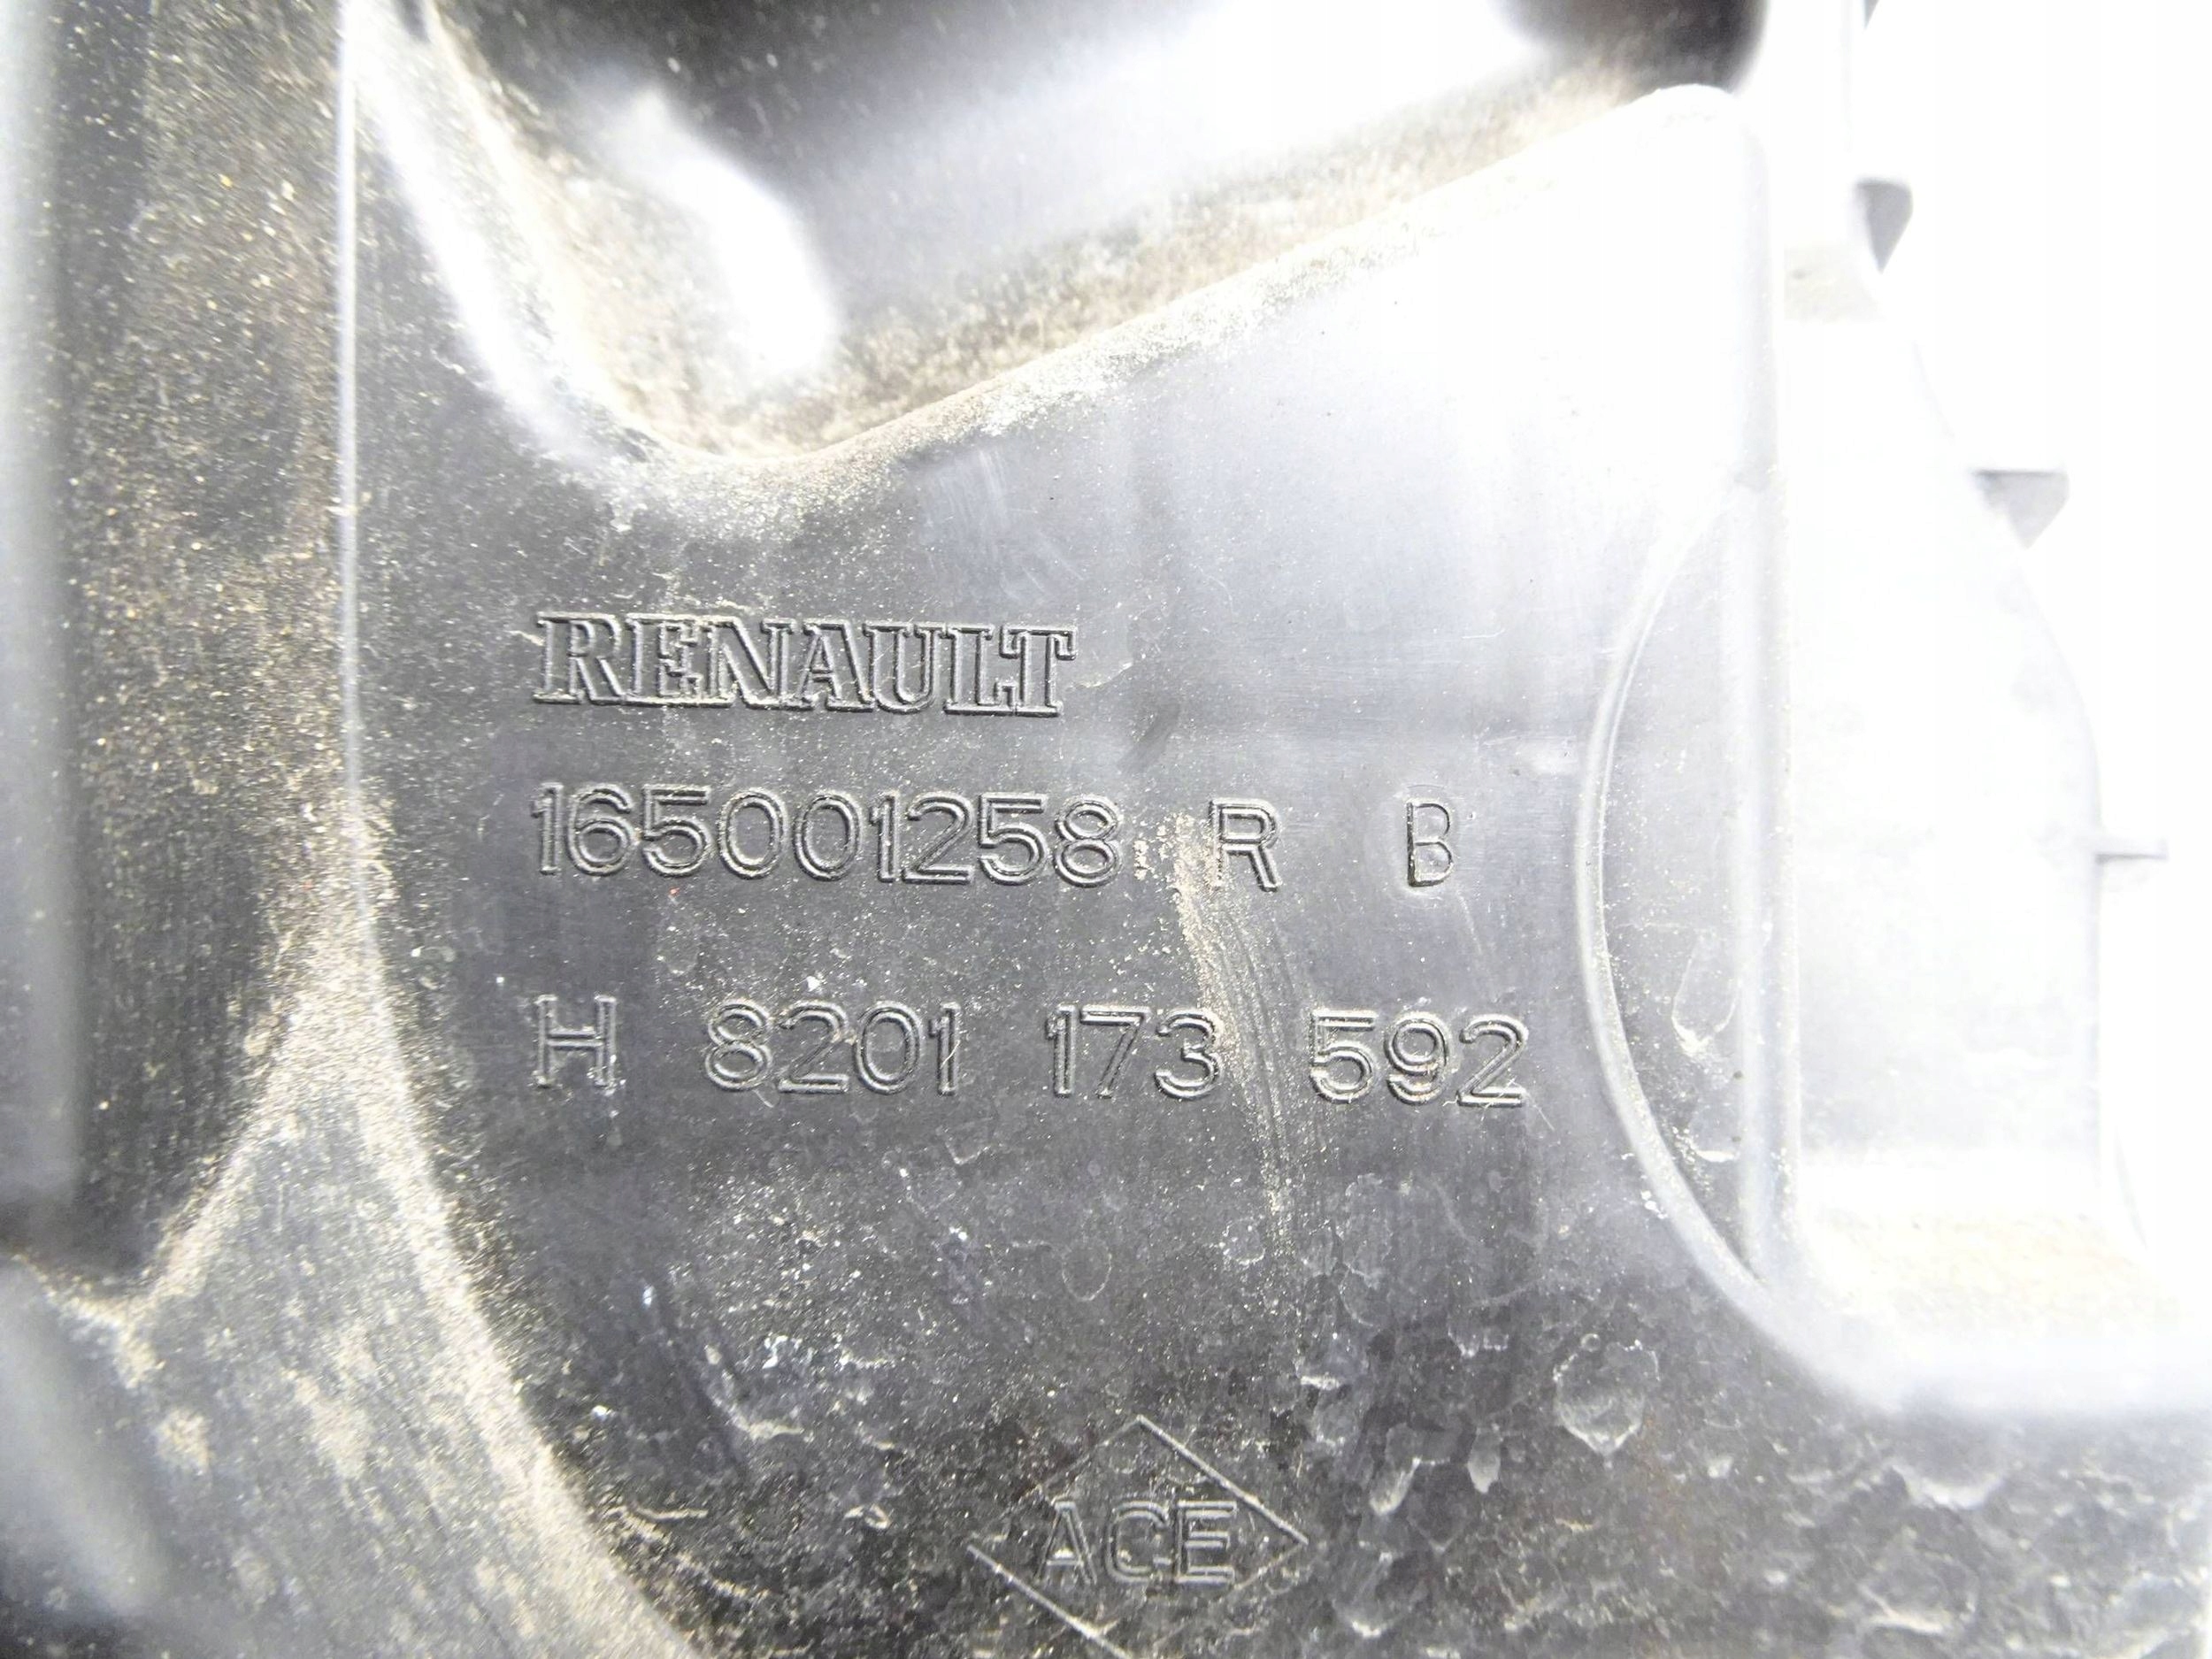 RENAULT
165001258 R B
H 8201 173 592
ACE